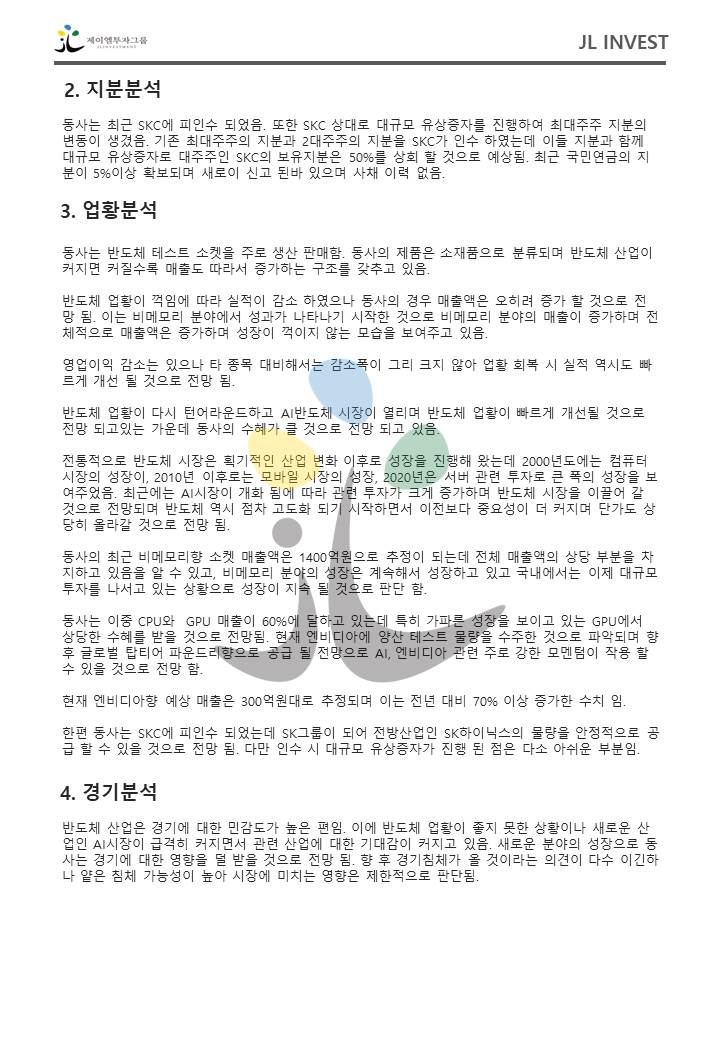 제이엘투자그룹
JLINVESTMENT
JL INVEST
2. 지분분석
동사는 최근 SKC에 피인수 되었음. 또한 SKC 상대로 대규모 유상증자를 진행하여 최대주주 지분의
변동이 생겼음. 기존 최대주주의 지분과 2대주주의 지분을 SKC가 인수 하였는데 이들 지분과 함께
대규모 유상증자로 대주주인 SKC의 보유지분은 50%를 상회 할 것으로 예상됨. 최근 국민연금의 지
분이 5%이상 확보되며 새로이 신고 된바 있으며 사채 이력 없음.
3. 업황분석
동사는 반도체 테스트 소켓을 주로 생산 판매함. 동사의 제품은 소재품으로 분류되며 반도체 산업이
커지면 커질수록 매출도 따라서 증가하는 구조를 갖추고 있음.
반도체 업황이 꺽임에 따라 실적이 감소 하였으나 동사의 경우 매출액은 오히려 증가 할 것으로 전
망 됨. 이는 비메모리 분야에서 성과가 나타나기 시작한 것으로 비메모리 분야의 매출이 증가하며 전
체적으로 매출액은 증가하며 성장이 꺽이지 않는 모습을 보여주고 있음.
영업이익 감소는 있으나 타 종목 대비해서는 감소폭이 그리 크지 않아 업황 회복 시 실적 역시도 빠
르게 개선 될 것으로 전망 됨.
반도체 업황이 다시 턴어라운드하고 AI반도체 시장이 열리며 반도체 업황이 빠르게 개선될 것으로
전망 되고있는 가운데 동사의 수혜가 클 것으로 전망 되고 있음.
전통적으로 반도체 시장은 획기적인 산업 변화 이후로 성장을 진행해 왔는데 2000년도에는 컴퓨터
시장의 성장이, 2010년 이후로는 모바일 시장의 성장, 2020년은 서버 관련 투자로 큰 폭의 성장을 보
여주었음. 최근에는 AI시장이 개화 됨에 따라 관련 투자가 크게 증가하며 반도체 시장을 이끌어 갈
것으로 전망되며 반도체 역시 점차 고도화 되기 시작하면서 이전보다 중요성이 더 커지며 단가도 상
당히 올라갈 것으로 전망 됨.
동사의 최근 비메모리향 소켓 매출액은 1400억원으로 추정이 되는데 전체 매출액의 상당 부분을 차
지하고 있음을 알 수 있고, 비메모리 분야의 성장은 계속해서 성장하고 있고 국내에서는 이제 대규모
투자를 나서고 있는 상황으로 성장이 지속 될 것으로 판단 함.
동사는 이중 CPU와 GPU 매출이 60%에 달하고 있는데 특히 가파른 성장을 보이고 있는 GPU에서
상당한 수혜를 받을 것으로 전망됨. 현재 엔비디아에 양산 테스트 물량을 수주한 것으로 파악되며 향
후 글로벌 탑티어 파운드리향으로 공급 될 전망으로 AI, 엔비디아 관련 주로 강한 모멘텀이 작용 할
수 있을 것으로 전망 함.
현재 엔비디아향 예상 매출은 300억원대로 추정되며 이는 전년 대비 70% 이상 증가한 수치 임.
한편 동사는 SKC에 피인수 되었는데 SK그룹이 되어 전방산업인 SK하이닉스의 물량을 안정적으로 공
급 할 수 있을 것으로 전망 됨. 다만 인수 시 대규모 유상증자가 진행 된 점은 다소 아쉬운 부분임.
4. 경기분석
반도체 산업은 경기에 대한 민감도가 높은 편임. 이에 반도체 업황이 좋지 못한 상황이나 새로운 산
업인 AI시장이 급격히 커지면서 관련 산업에 대한 기대감이 커지고 있음. 새로운 분야의 성장으로 동
사는 경기에 대한 영향을 덜 받을 것으로 전망 됨. 향 후 경기침체가 올 것이라는 의견이 다수 이긴하
나 얕은 침체 가능성이 높아 시장에 미치는 영향은 제한적으로 판단됨.